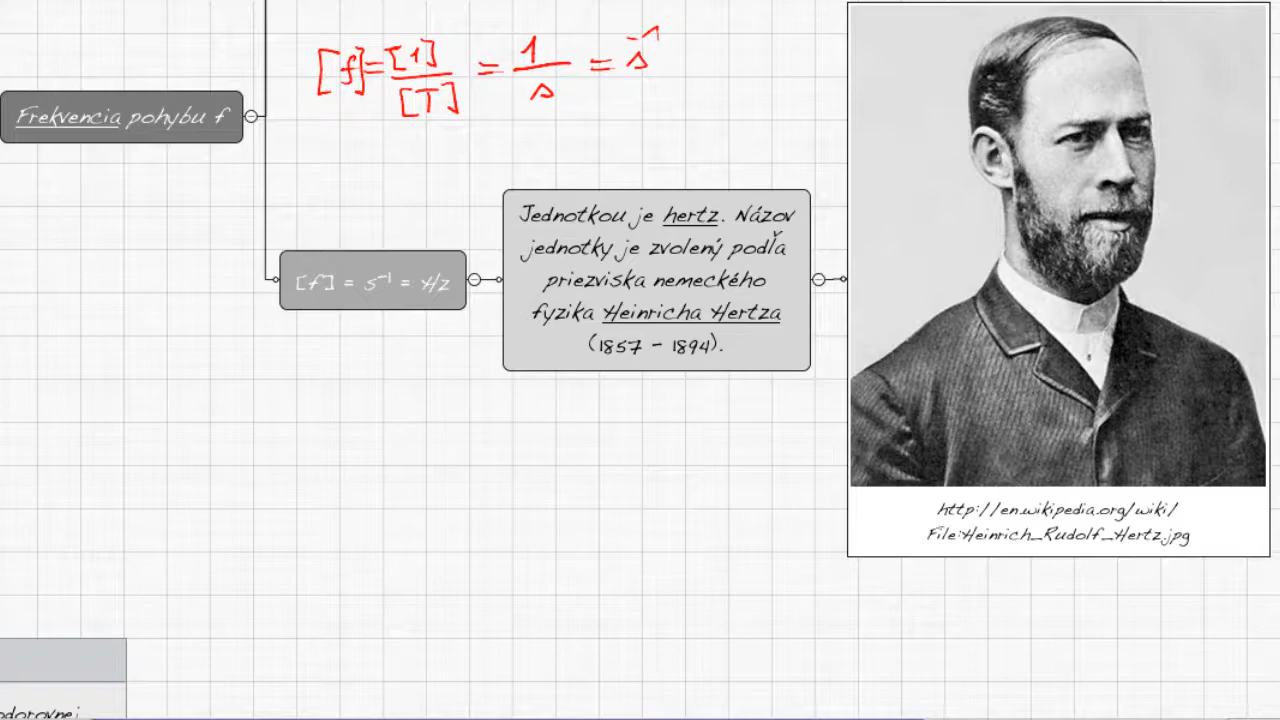 [f] = [1] / [T] = 1 / s = s⁻¹
Frekvencia pohybu f
[f] = s⁻¹ = Hz
Jednotkou je hertz. Názov
jednotky je zvolený podľa
priezviska nemeckého
fyzika Heinricha Hertza
(1857 - 1894).
http://en.wikipedia.org/wiki/
File:Heinrich_Rudolf_Hertz.jpg